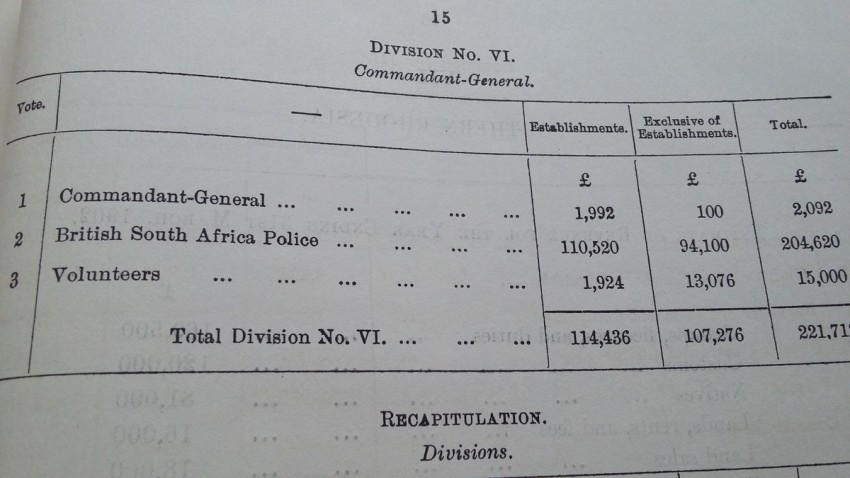 15
DIVISION NO. VI.
Commandant-General.
Vote. — Establishments. Exclusive of Establishments. Total.
£ £ £
1 Commandant-General ... ... ... ... ... 1,992 100 2,092
2 British South Africa Police ... ... ... ... 110,520 94,100 204,620
3 Volunteers ... ... ... ... ... ... 1,924 13,076 15,000
Total Division No. VI. ... ... ... 114,436 107,276 221,71
RECAPITULATION.
Divisions.